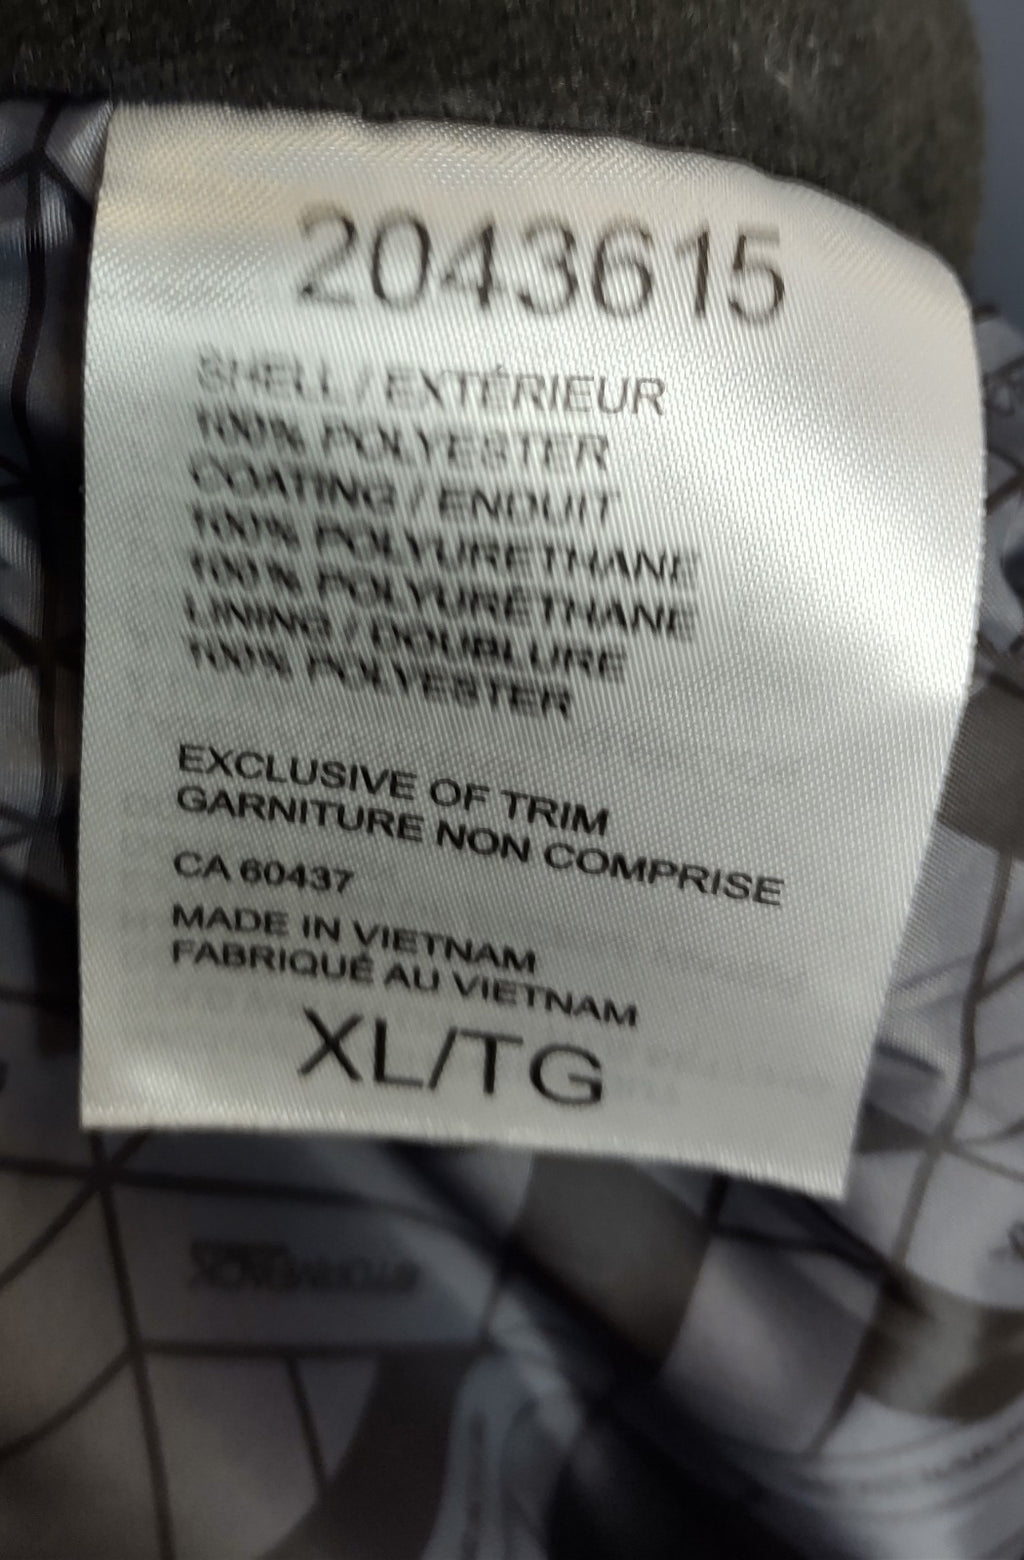 2043615
SHELL / EXTÉRIEUR
100% POLYESTER
COATING / ENDUIT
100% POLYURETHANE
100% POLYURÉTHANE
LINING / DOUBLURE
100% POLYESTER
EXCLUSIVE OF TRIM
GARNITURE NON COMPRISE
CA 60437
MADE IN VIETNAM
FABRIQUÉ AU VIETNAM
XL/TG